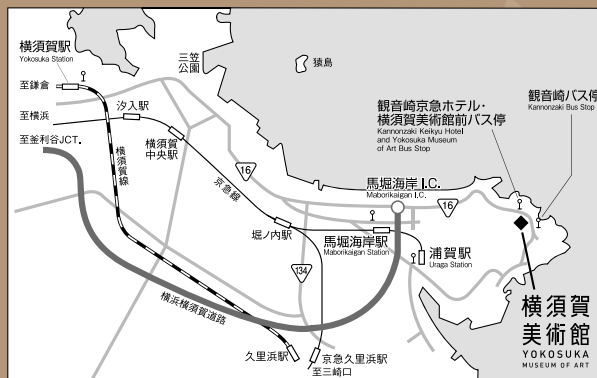 横須賀駅
Yokosuka Station
三笠
公園
猿島
至鎌倉
汐入駅
至横浜
横須賀
中央駅
至釜利谷JCT.
横須賀線
京急線
16
観音崎京急ホテル・
横須賀美術館前バス停
Kannonzaki Keikyu Hotel
and Yokosuka Museum
of Art Bus Stop
観音崎バス停
Kannonzaki Bus Stop
馬堀海岸I.C.
Maborikaigan I.C.
16
堀ノ内駅
馬堀海岸駅
Maborikaigan Station
浦賀駅
Uraga Station
134
横浜横須賀道路
久里浜駅
京急久里浜駅
至三崎口
横須賀
美術館
YOKOSUKA
MUSEUM OF ART